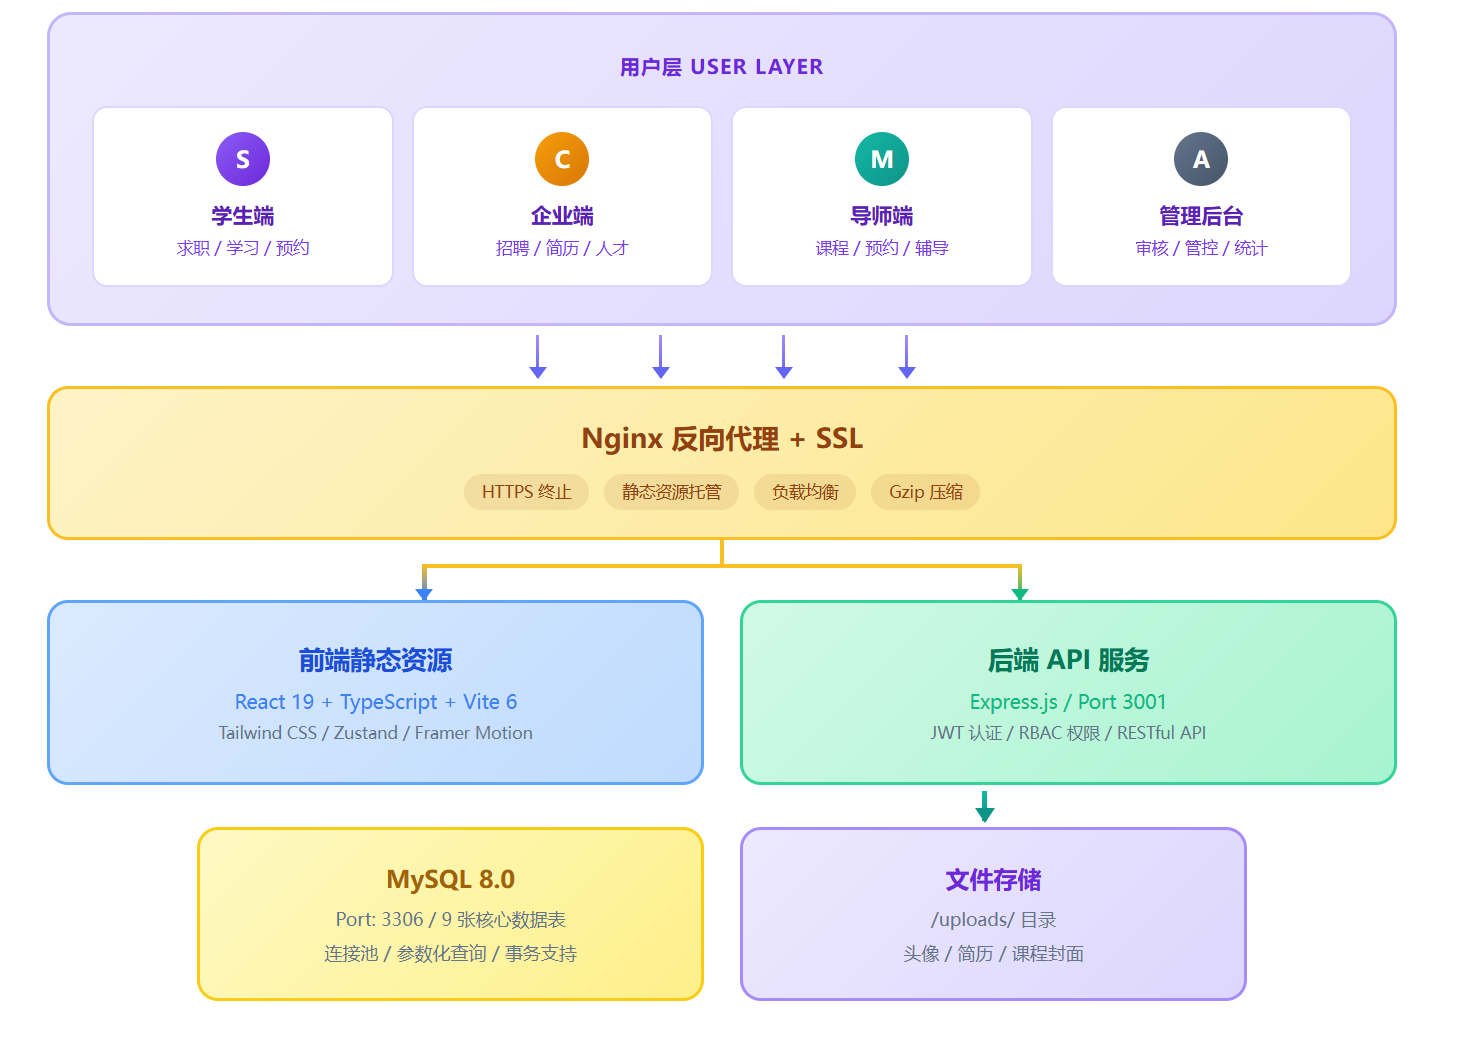 用户层 USER LAYER
S
学生端
求职 / 学习 / 预约
C
企业端
招聘 / 简历 / 人才
M
导师端
课程 / 预约 / 辅导
A
管理后台
审核 / 管控 / 统计
Nginx 反向代理 + SSL
HTTPS 终止
静态资源托管
负载均衡
Gzip 压缩
前端静态资源
React 19 + TypeScript + Vite 6
Tailwind CSS / Zustand / Framer Motion
后端 API 服务
Express.js / Port 3001
JWT 认证 / RBAC 权限 / RESTful API
MySQL 8.0
Port: 3306 / 9 张核心数据表
连接池 / 参数化查询 / 事务支持
文件存储
/uploads/ 目录
头像 / 简历 / 课程封面